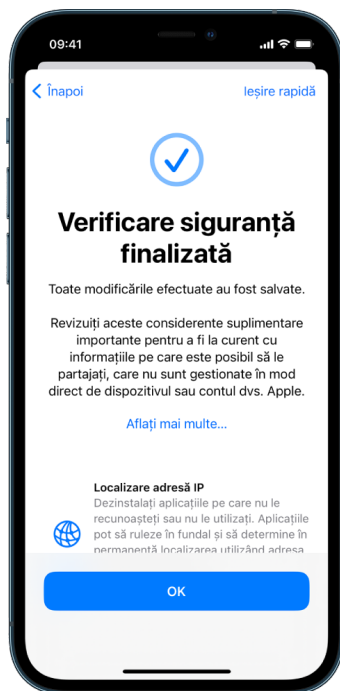 09:41
Înapoi
Ieșire rapidă
Verificare siguranță
finalizată
Toate modificările efectuate au fost salvate.
Revizuiți aceste considerente suplimentare
importante pentru a fi la curent cu
informațiile pe care este posibil să le
partajați, care nu sunt gestionate în mod
direct de dispozitivul sau contul dvs. Apple.
Aflați mai multe...
Localizare adresă IP
Dezinstalați aplicațiile pe care nu le
recunoașteți sau nu le utilizați. Aplicațiile
pot să ruleze în fundal și să determine în
permanență localizarea utilizând adresa
OK